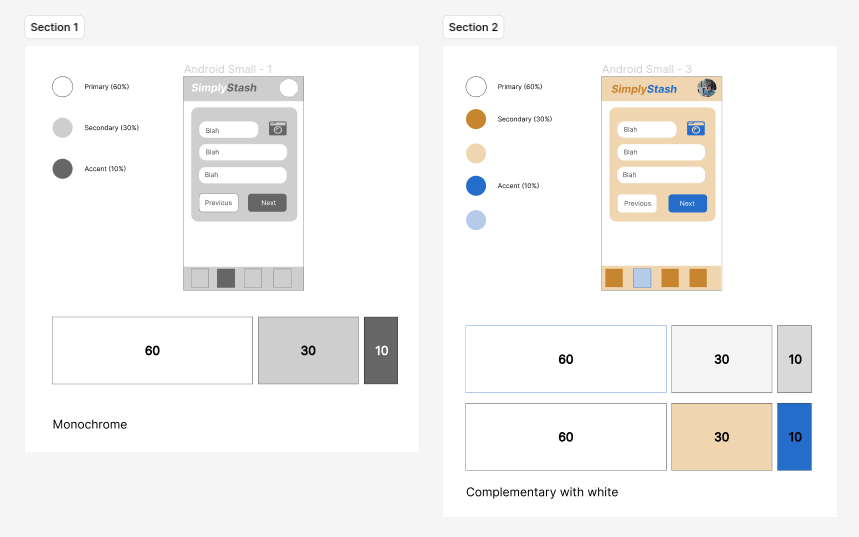 Section 1
Android Small - 1
Primary (60%)
Secondary (30%)
Accent (10%)
SimplyStash
Blah
Blah
Blah
Previous
Next
60
30
10
Monochrome
Section 2
Android Small - 3
Primary (60%)
Secondary (30%)
Accent (10%)
SimplyStash
Blah
Blah
Blah
Previous
Next
60
30
10
60
30
10
Complementary with white